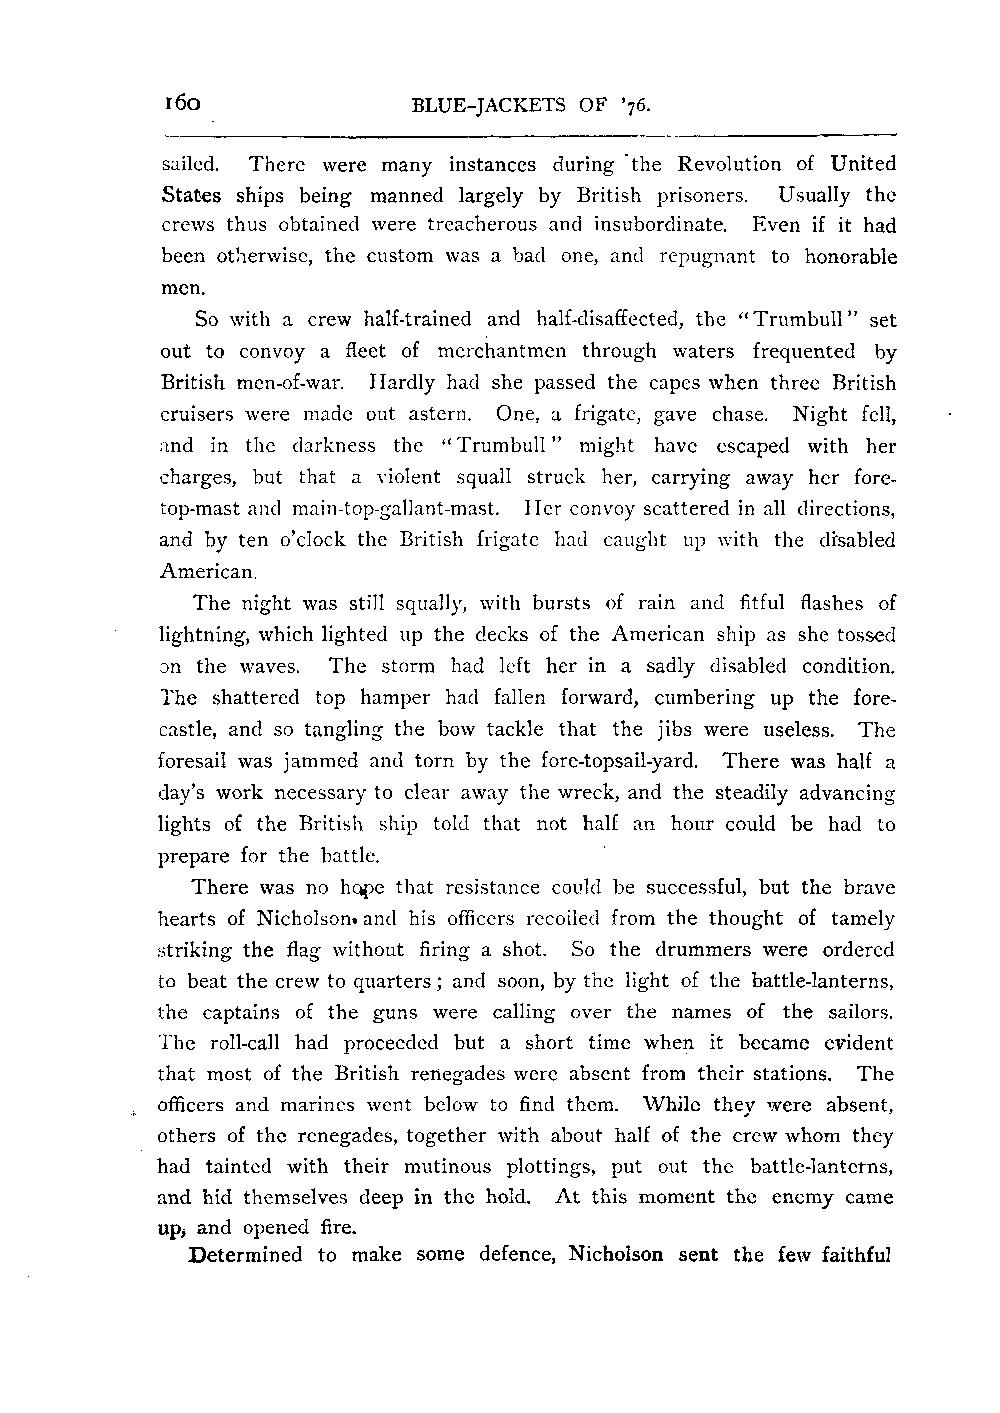 160 BLUE-JACKETS OF '76.
sailed. There were many instances during the Revolution of United
States ships being manned largely by British prisoners. Usually the
crews thus obtained were treacherous and insubordinate. Even if it had
been otherwise, the custom was a bad one, and repugnant to honorable
men.
So with a crew half-trained and half-disaffected, the "Trumbull" set
out to convoy a fleet of merchantmen through waters frequented by
British men-of-war. Hardly had she passed the capes when three British
cruisers were made out astern. One, a frigate, gave chase. Night fell,
and in the darkness the "Trumbull" might have escaped with her
charges, but that a violent squall struck her, carrying away her fore-
top-mast and main-top-gallant-mast. Her convoy scattered in all directions,
and by ten o'clock the British frigate had caught up with the disabled
American.
The night was still squally, with bursts of rain and fitful flashes of
lightning, which lighted up the decks of the American ship as she tossed
on the waves. The storm had left her in a sadly disabled condition.
The shattered top hamper had fallen forward, cumbering up the fore-
castle, and so tangling the bow tackle that the jibs were useless. The
foresail was jammed and torn by the fore-topsail-yard. There was half a
day's work necessary to clear away the wreck, and the steadily advancing
lights of the British ship told that not half an hour could be had to
prepare for the battle.
There was no hope that resistance could be successful, but the brave
hearts of Nicholson and his officers recoiled from the thought of tamely
striking the flag without firing a shot. So the drummers were ordered
to beat the crew to quarters; and soon, by the light of the battle-lanterns,
the captains of the guns were calling over the names of the sailors.
The roll-call had proceeded but a short time when it became evident
that most of the British renegades were absent from their stations. The
officers and marines went below to find them. While they were absent,
others of the renegades, together with about half of the crew whom they
had tainted with their mutinous plottings, put out the battle-lanterns,
and hid themselves deep in the hold. At this moment the enemy came
up, and opened fire.
Determined to make some defence, Nicholson sent the few faithful